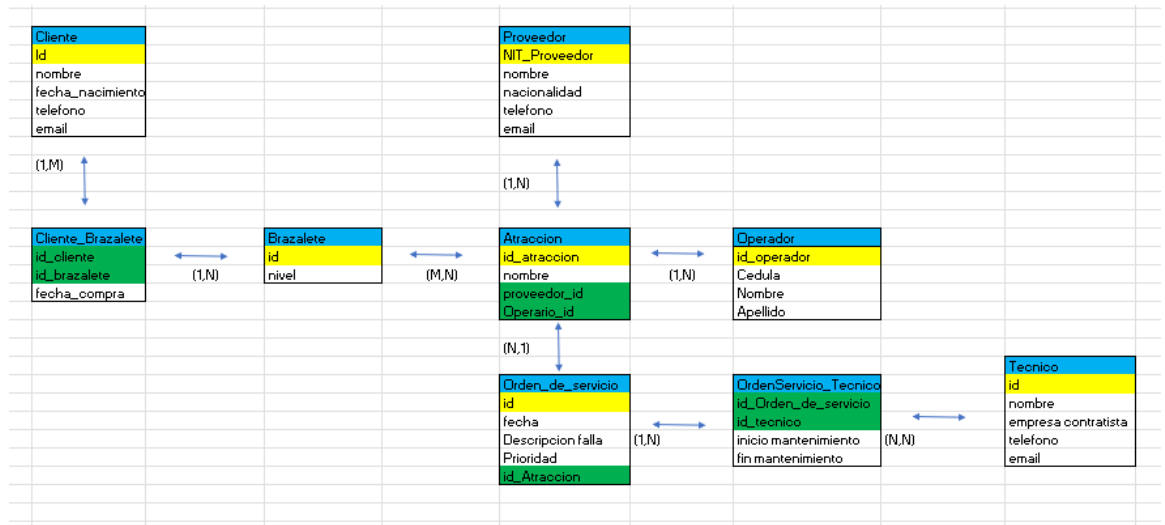 Cliente
Id
nombre
fecha_nacimiento
telefono
email
(1,M)
Proveedor
NIT_Proveedor
nombre
nacionalidad
telefono
email
(1,N)
Cliente_Brazalete
id_cliente
id_brazalete
fecha_compra
(1,N)
Brazalete
id
nivel
(M,N)
Atraccion
id_atraccion
nombre
proveedor_id
Operario_id
(1,N)
Operador
id_operador
Cedula
Nombre
Apellido
(N,1)
Orden_de_servicio
id
fecha
Descripcion falla
Prioridad
id_Atraccion
(1,N)
OrdenServicio_Tecnico
id_Orden_de_servicio
id_tecnico
inicio mantenimiento
fin mantenimiento
(N,N)
Tecnico
id
nombre
empresa contratista
telefono
email